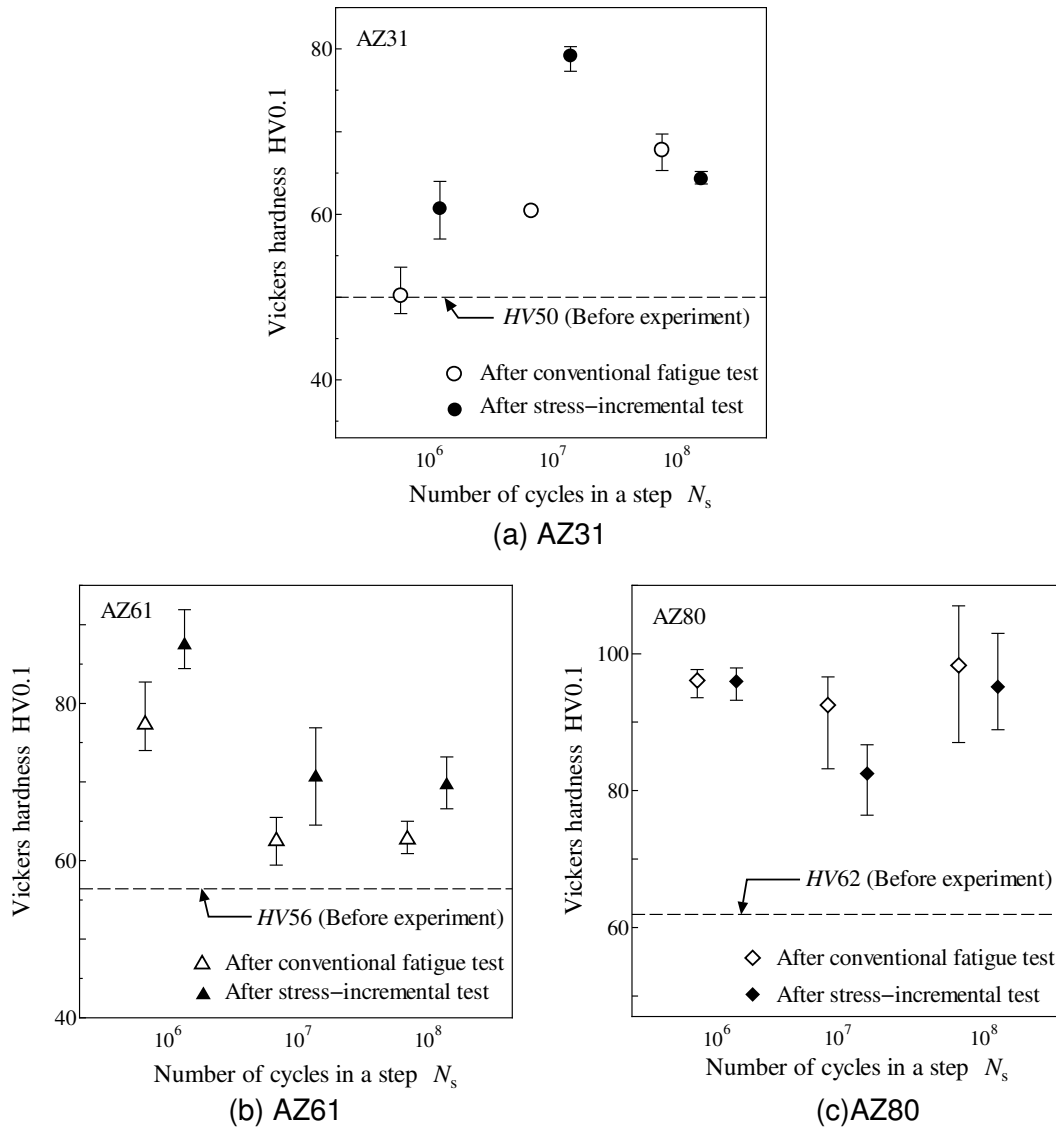 AZ31
80
60
40
Vickers hardness HV0.1
HV50 (Before experiment)
After conventional fatigue test
After stress−incremental test
10^6
10^7
10^8
Number of cycles in a step N_s
(a) AZ31
AZ61
80
60
40
Vickers hardness HV0.1
HV56 (Before experiment)
After conventional fatigue test
After stress−incremental test
10^6
10^7
10^8
Number of cycles in a step N_s
(b) AZ61
AZ80
100
80
60
Vickers hardness HV0.1
HV62 (Before experiment)
After conventional fatigue test
After stress−incremental test
10^6
10^7
10^8
Number of cycles in a step N_s
(c)AZ80